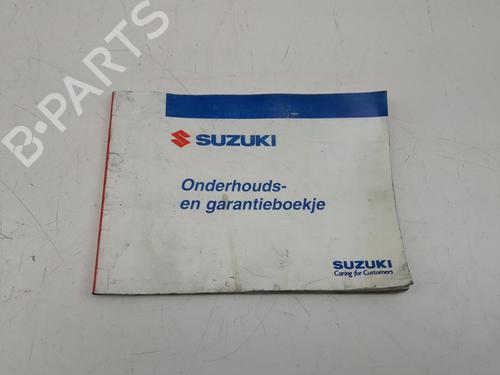 B-PARTS
SUZUKI
Onderhouds-
en garantieboekje
SUZUKI
Caring for Customers